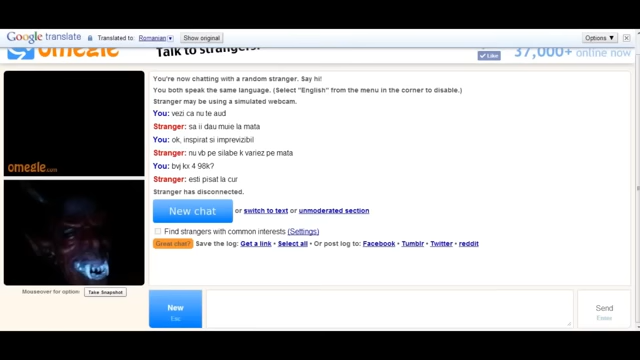 Google translate Translated to: Romanian Show original Options
omegle Talk to strangers! Like 37,000+ online now
You're now chatting with a random stranger. Say hi!
You both speak the same language. (Select "English" from the menu in the corner to disable.)
Stranger may be using a simulated webcam.
You: vezi ca nu te aud
Stranger: sa ii dau muie la mata
You: ok, inspirat si imprevizibil
Stranger: nu vb pe silabe k variez pe mata
You: bvj kx 4 98k?
Stranger: esti pisat la cur
Stranger has disconnected.
New chat or switch to text or unmoderated section
Find strangers with common interests (Settings)
Great chat? Save the log: Get a link • Select all • Or post log to: Facebook • Tumblr • Twitter • reddit
omegle.com
Mouseover for option: Take Snapshot
New
Esc
Send
Enter